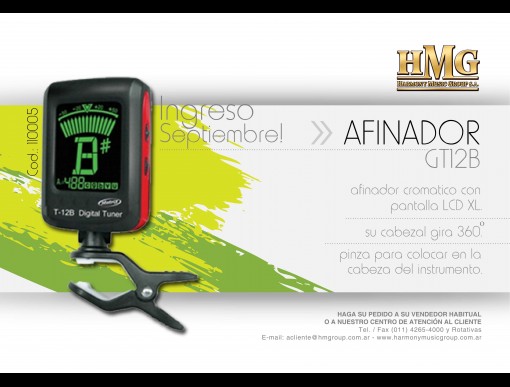 HMG
HARMONY MUSIC GROUP S.A.
Cod.: 110005
Ingreso
Septiembre!
AFINADOR
GT12B
afinador cromatico con
pantalla LCD XL.
su cabezal gira 360°
pinza para colocar en la
cabeza del instrumento.
B#
T-12B Digital Tuner
HAGA SU PEDIDO A SU VENDEDOR HABITUAL
O A NUESTRO CENTRO DE ATENCIÓN AL CLIENTE
Tel. / Fax (011) 4265-4000 y Rotativas
E-mail: acliente@hmgroup.com.ar - www.harmonymusicgroup.com.ar